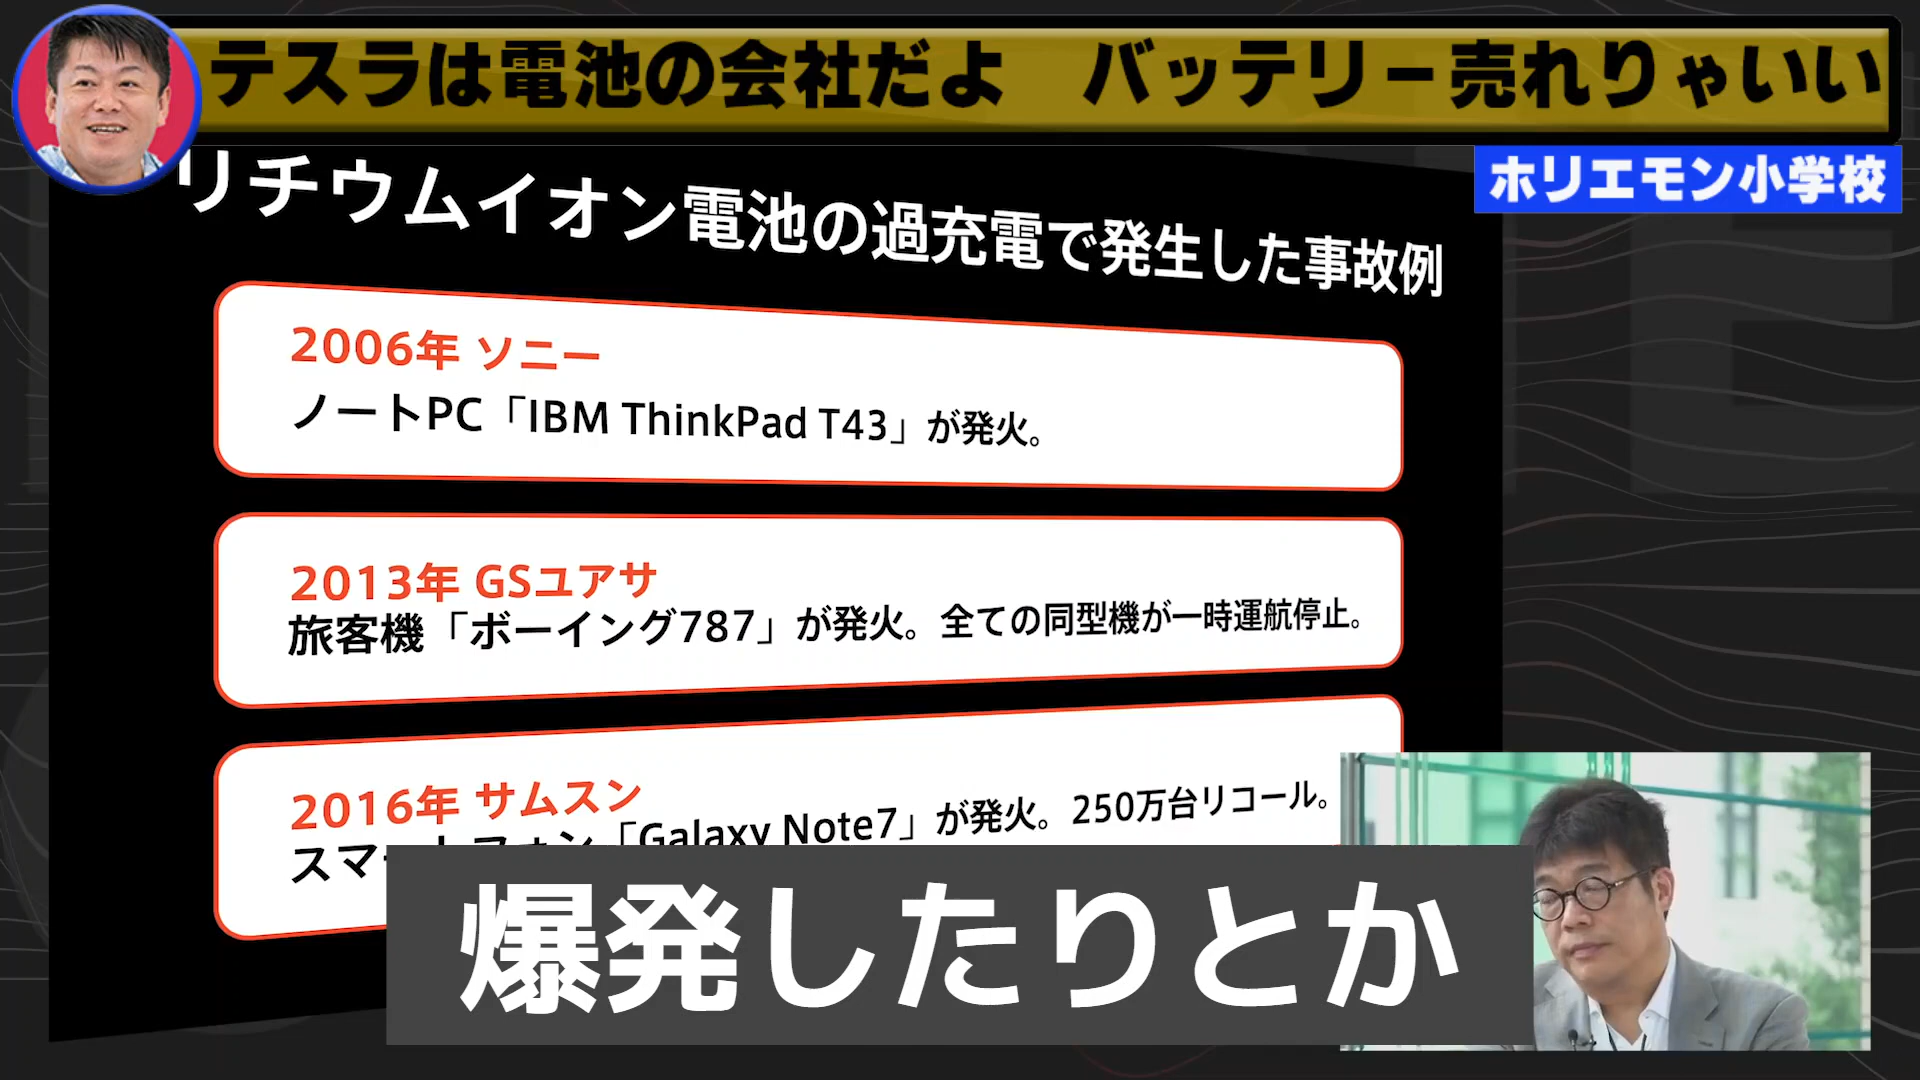 テスラは電池の会社だよ　バッテリー売れりゃいい
ホリエモン小学校
リチウムイオン電池の過充電で発生した事故例
2006年 ソニー
ノートPC「IBM ThinkPad T43」が発火。
2013年 GSユアサ
旅客機「ボーイング787」が発火。全ての同型機が一時運航停止。
2016年 サムスン
スマートフォン「Galaxy Note7」が発火。250万台リコール。
爆発したりとか